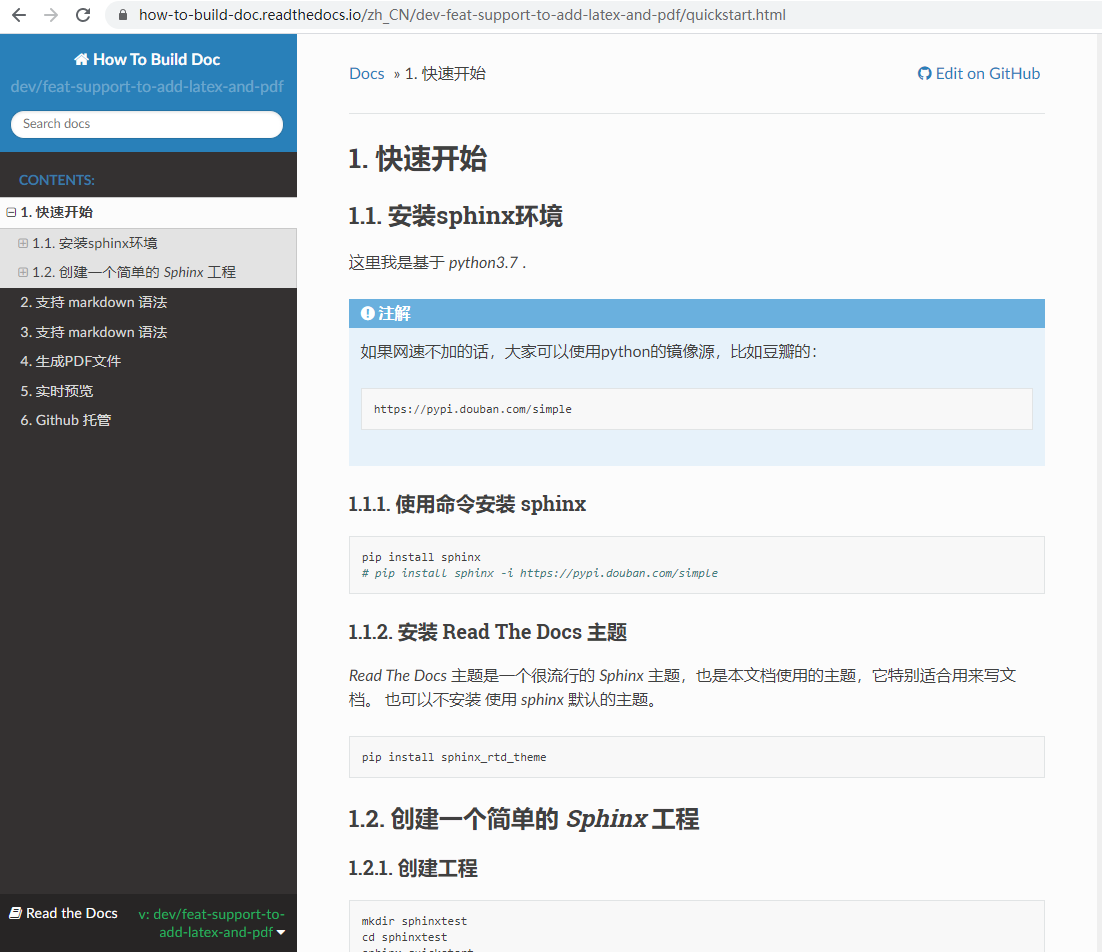 how-to-build-doc.readthedocs.io/zh_CN/dev-feat-support-to-add-latex-and-pdf/quickstart.html
How To Build Doc
dev/feat-support-to-add-latex-and-pdf
Search docs
CONTENTS:
1. 快速开始
1.1. 安装sphinx环境
1.2. 创建一个简单的 Sphinx 工程
2. 支持 markdown 语法
3. 支持 markdown 语法
4. 生成PDF文件
5. 实时预览
6. Github 托管
Read the Docs
v: dev/feat-support-to-
add-latex-and-pdf
Docs » 1. 快速开始
Edit on GitHub
1. 快速开始
1.1. 安装sphinx环境
这里我是基于 python3.7 .
注解
如果网速不加的话，大家可以使用python的镜像源，比如豆瓣的：
https://pypi.douban.com/simple
1.1.1. 使用命令安装 sphinx
pip install sphinx
# pip install sphinx -i https://pypi.douban.com/simple
1.1.2. 安装 Read The Docs 主题
Read The Docs 主题是一个很流行的 Sphinx 主题，也是本文档使用的主题，它特别适合用来写文
档。 也可以不安装 使用 sphinx 默认的主题。
pip install sphinx_rtd_theme
1.2. 创建一个简单的 Sphinx 工程
1.2.1. 创建工程
mkdir sphinxtest
cd sphinxtest